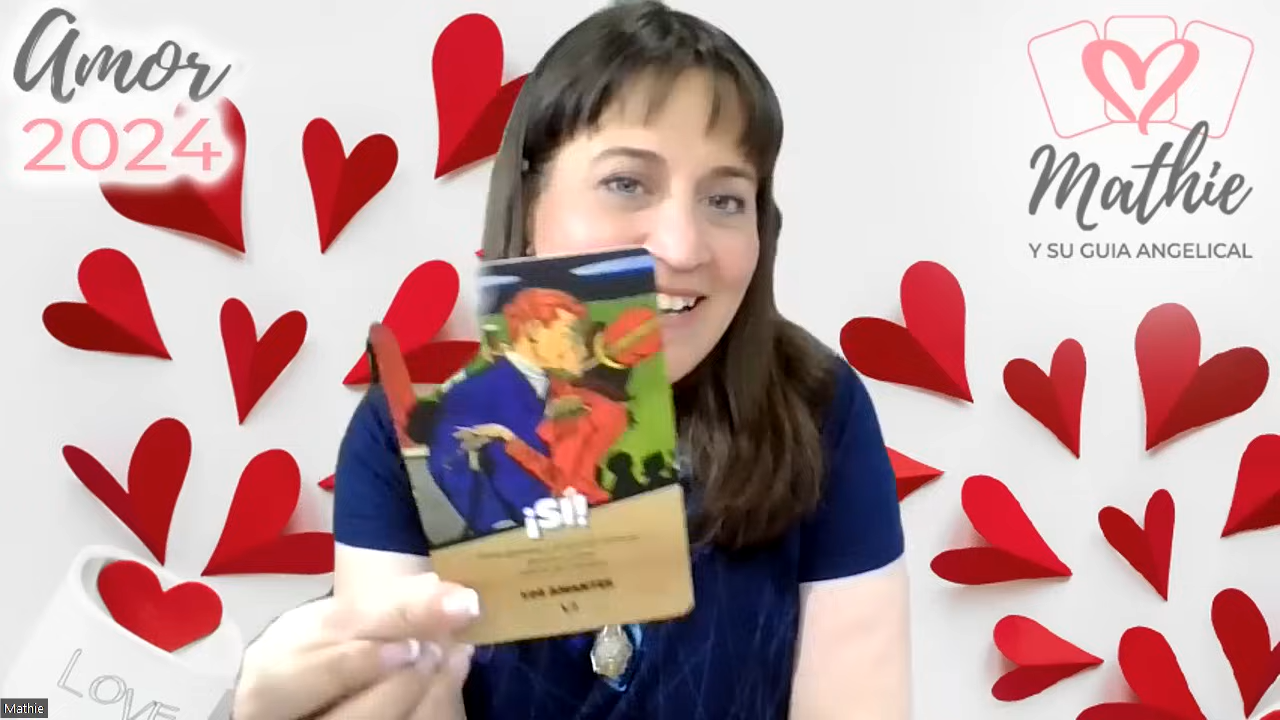 Amor
2024
Mathie
Y SU GUIA ANGELICAL
¡SI!
LOS AMANTES
LOVE
Mathie